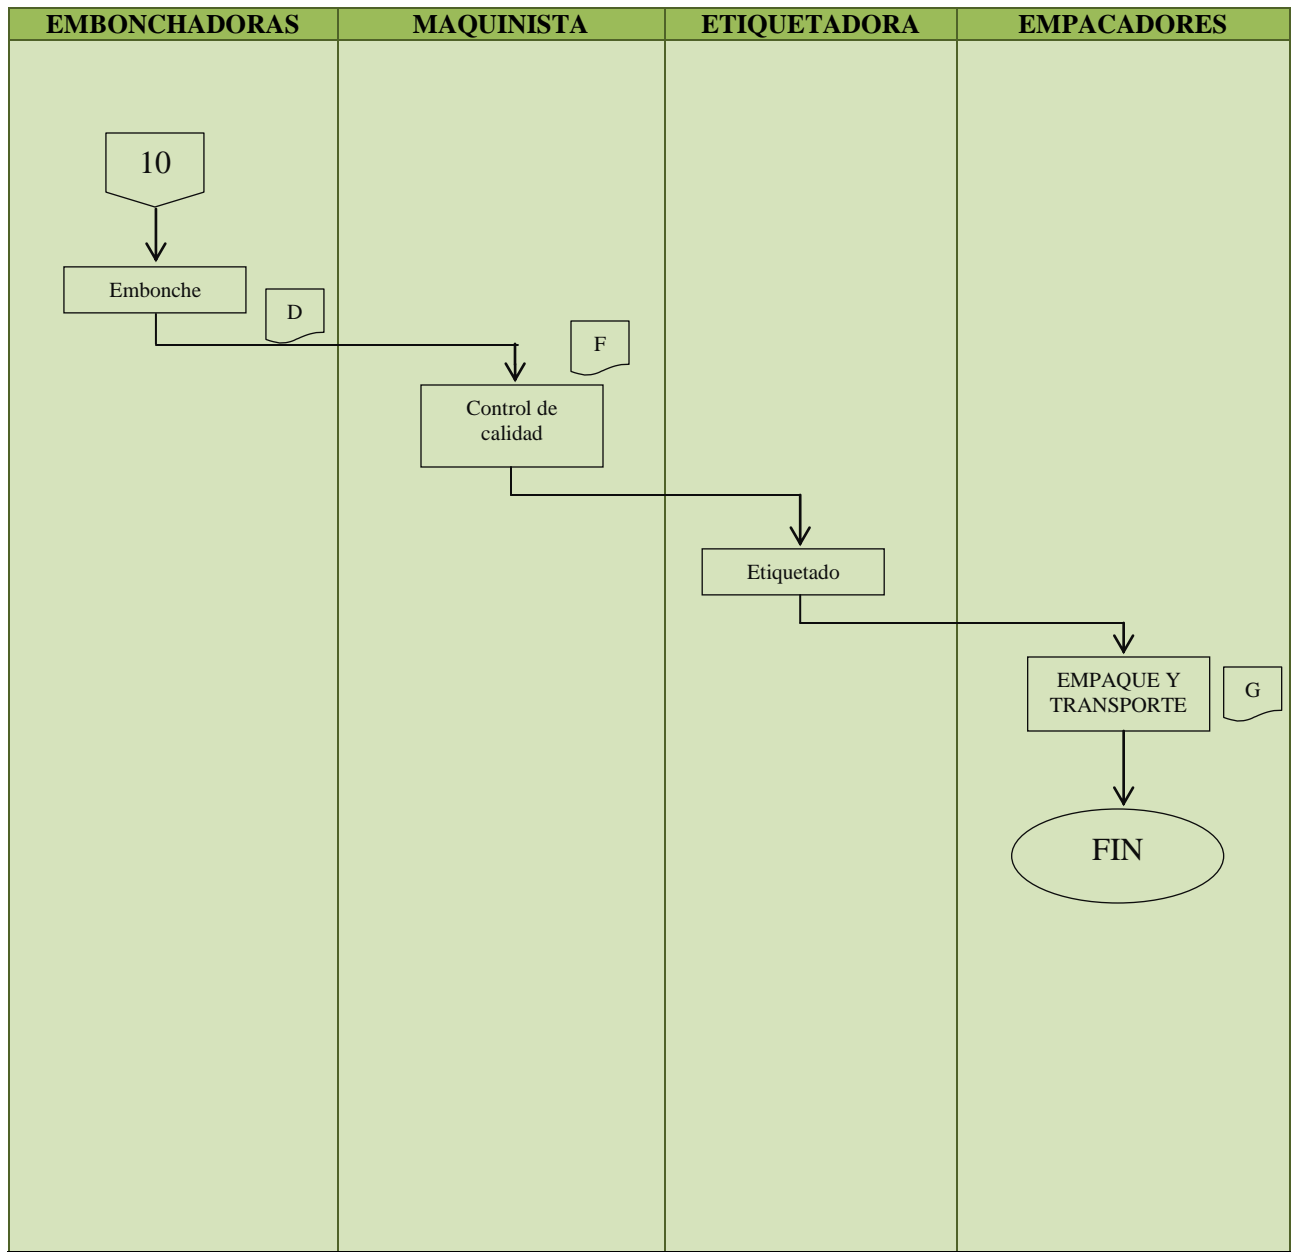 EMBONCHADORAS
MAQUINISTA
ETIQUETADORA
EMPACADORES
10
Embonche
D
F
Control de
calidad
Etiquetado
EMPAQUE Y
TRANSPORTE
G
FIN